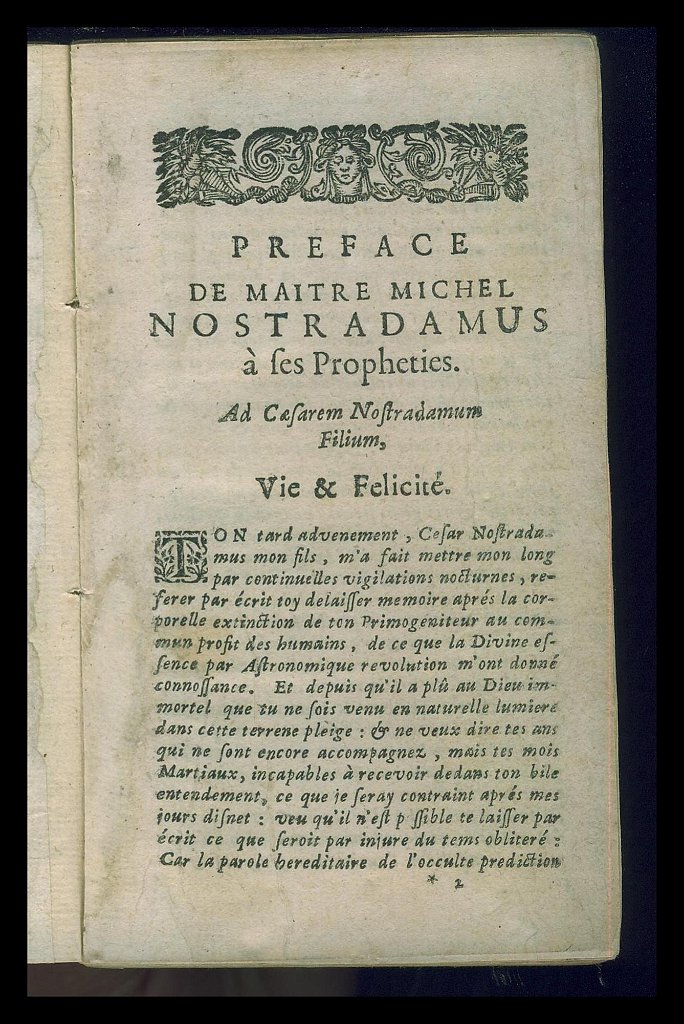 PREFACE
DE MAITRE MICHEL
NOSTRADAMUS
à ſes Propheties.
Ad Cæſarem Noſtradamum
Filium,
Vie & Felicité.
TON tard advenement, Ceſar Noſtrada-
mus mon fils, m'a fait mettre mon long
par continuelles vigilations nocturnes, re-
ferer par écrit toy delaiſſer memoire aprés la cor-
porelle extinction de ton Primogeniteur au com-
mun profit des humains, de ce que la Divine eſ-
ſence par Aſtronomique revolution m'ont donné
connoſſance. Et depuis qu'il a plû au Dieu im-
mortel que tu ne ſois venu en naturelle lumiere
dans cette terrene pleige : & ne veux dire tes ans
qui ne ſont encore accompagnez, mais tes mois
Martiaux, incapables à recevoir dedans ton bile
entendement, ce que je ſeray contraint aprés mes
jours diſnet : veu qu'il n'eſt p ſſible te laiſſer par
écrit ce que ſeroit par injure du tems obliteré :
Car la parole hereditaire de l'occulte prediction
* 2